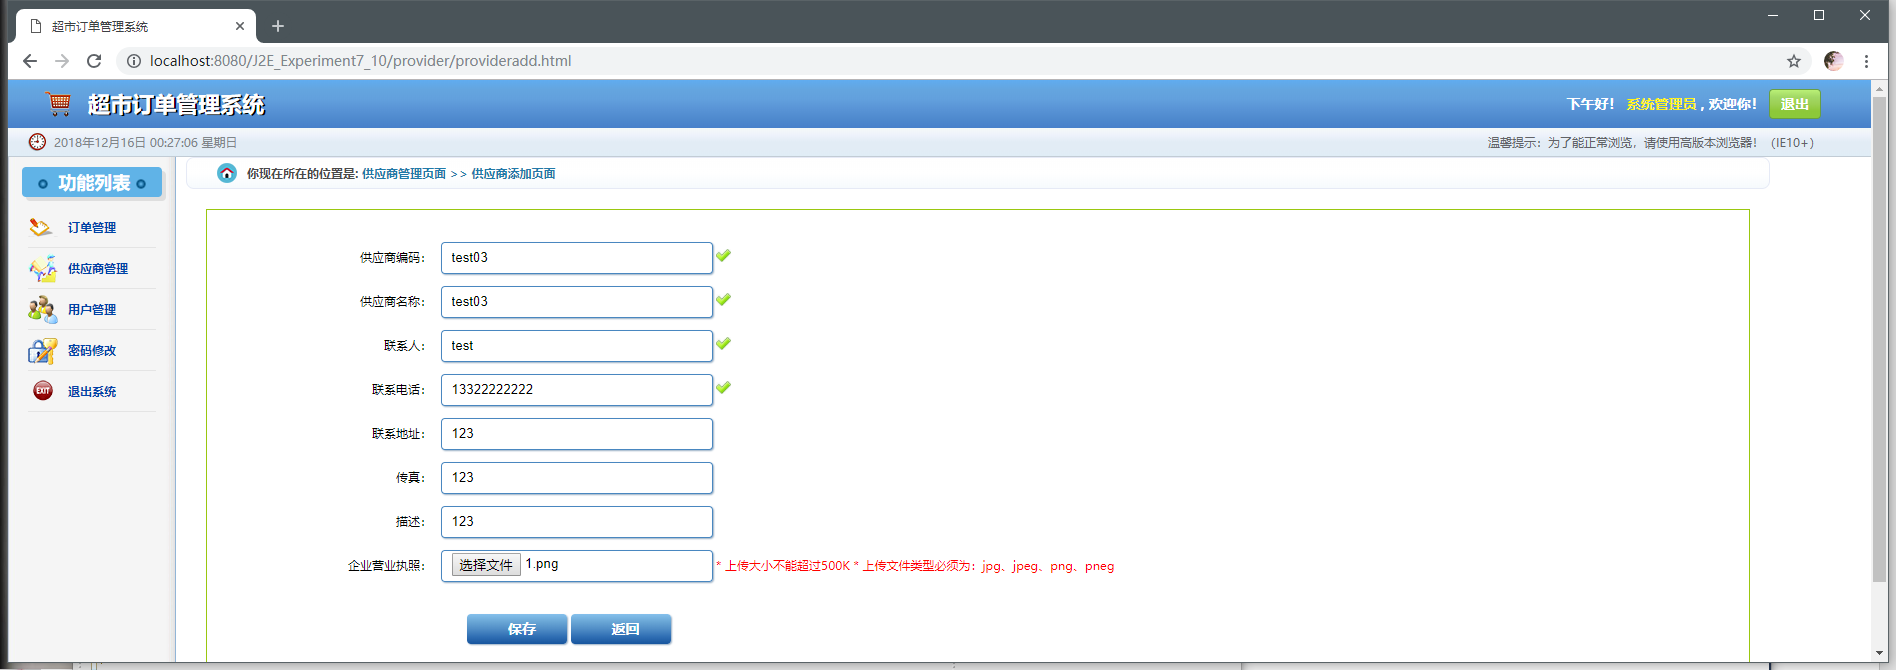 超市订单管理系统
localhost:8080/J2E_Experiment7_10/provider/provideradd.html
超市订单管理系统
下午好！ 系统管理员 , 欢迎你！ 退出
2018年12月16日 00:27:06 星期日
温馨提示：为了能正常浏览，请使用高版本浏览器！ (IE10+)
功能列表
你现在所在的位置是: 供应商管理页面 >> 供应商添加页面
订单管理
供应商管理
用户管理
密码修改
EXIT 退出系统
供应商编码： test03
供应商名称： test03
联系人： test
联系电话： 13322222222
联系地址： 123
传真： 123
描述： 123
企业营业执照： 选择文件 1.png * 上传大小不能超过500K * 上传文件类型必须为：jpg、jpeg、png、pneg
保存 返回